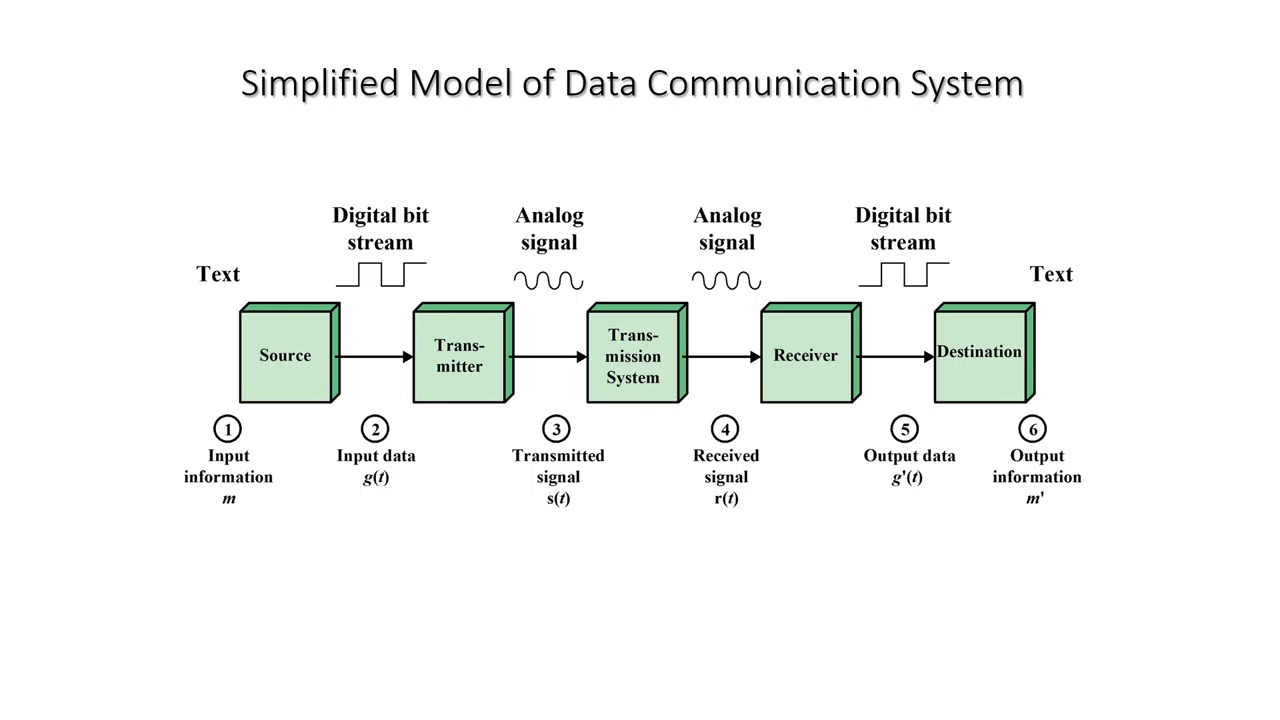 Simplified Model of Data Communication System
Text
Digital bit
stream
Analog
signal
Analog
signal
Digital bit
stream
Text
Source
Trans-
mitter
Trans-
mission
System
Receiver
Destination
1
Input
information
m
2
Input data
g(t)
3
Transmitted
signal
s(t)
4
Received
signal
r(t)
5
Output data
g'(t)
6
Output
information
m'